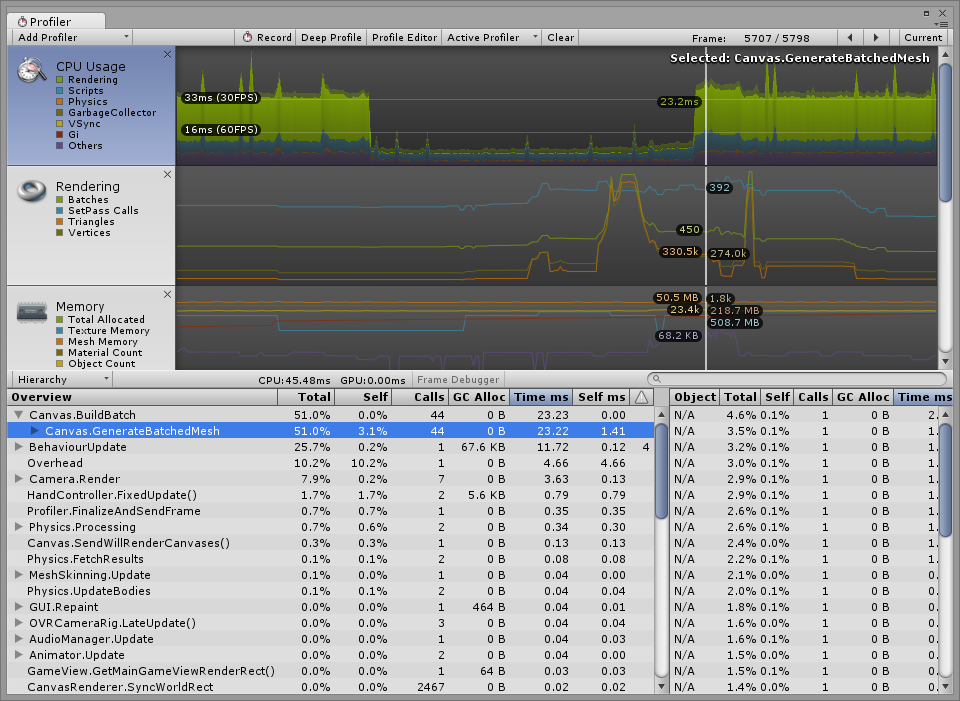 Profiler
Add Profiler Record Deep Profile Profile Editor Active Profiler Clear Frame: 5707 / 5798 Current
CPU Usage
Rendering
Scripts
Physics
GarbageCollector
VSync
Gi
Others
Selected: Canvas.GenerateBatchedMesh
33ms (30FPS)
23.2ms
16ms (60FPS)
Rendering
Batches
SetPass Calls
Triangles
Vertices
392
450
330.5k 274.0k
Memory
Total Allocated
Texture Memory
Mesh Memory
Material Count
Object Count
50.5 MB 1.8k
23.4k 218.7 MB
508.7 MB
68.2 KB
Hierarchy CPU:45.48ms GPU:0.00ms Frame Debugger
Overview Total Self Calls GC Alloc Time ms Self ms Object Total Self Calls GC Alloc Time ms
Canvas.BuildBatch 51.0% 0.0% 44 0 B 23.23 0.00 N/A 4.6% 0.1% 1 0 B 2.
Canvas.GenerateBatchedMesh 51.0% 3.1% 44 0 B 23.22 1.41 N/A 3.5% 0.1% 1 0 B 1.
BehaviourUpdate 25.7% 0.2% 1 67.6 KB 11.72 0.12 4 N/A 3.2% 0.1% 1 0 B 1.
Overhead 10.2% 10.2% 1 0 B 4.66 4.66 N/A 3.0% 0.1% 1 0 B 1.
Camera.Render 7.9% 0.2% 7 0 B 3.63 0.13 N/A 2.9% 0.1% 1 0 B 1.
HandController.FixedUpdate() 1.7% 1.7% 2 5.6 KB 0.79 0.79 N/A 2.9% 0.1% 1 0 B 1.
Profiler.FinalizeAndSendFrame 0.7% 0.7% 1 0 B 0.35 0.35 N/A 2.6% 0.1% 1 0 B 1.
Physics.Processing 0.7% 0.6% 2 0 B 0.34 0.30 N/A 2.6% 0.1% 1 0 B 1.
Canvas.SendWillRenderCanvases() 0.3% 0.3% 1 0 B 0.13 0.13 N/A 2.4% 0.0% 1 0 B 1.
Physics.FetchResults 0.1% 0.1% 2 0 B 0.08 0.08 N/A 2.2% 0.1% 1 0 B 1.
MeshSkinning.Update 0.1% 0.0% 1 0 B 0.04 0.00 N/A 2.1% 0.0% 1 0 B 0.
Physics.UpdateBodies 0.1% 0.1% 2 0 B 0.04 0.04 N/A 2.0% 0.1% 1 0 B 0.
GUI.Repaint 0.0% 0.0% 1 464 B 0.04 0.01 N/A 1.8% 0.1% 1 0 B 0.
OVRCameraRig.LateUpdate() 0.0% 0.0% 3 0 B 0.04 0.04 N/A 1.6% 0.0% 1 0 B 0.
AudioManager.Update 0.0% 0.0% 1 0 B 0.04 0.03 N/A 1.6% 0.1% 1 0 B 0.
Animator.Update 0.0% 0.0% 2 0 B 0.04 0.00 N/A 1.5% 0.1% 1 0 B 0.
GameView.GetMainGameViewRenderRect() 0.0% 0.0% 1 64 B 0.03 0.03 N/A 1.5% 0.0% 1 0 B 0.
CanvasRenderer.SyncWorldRect 0.0% 0.0% 2467 0 B 0.02 0.02 N/A 1.4% 0.0% 1 0 B 0.